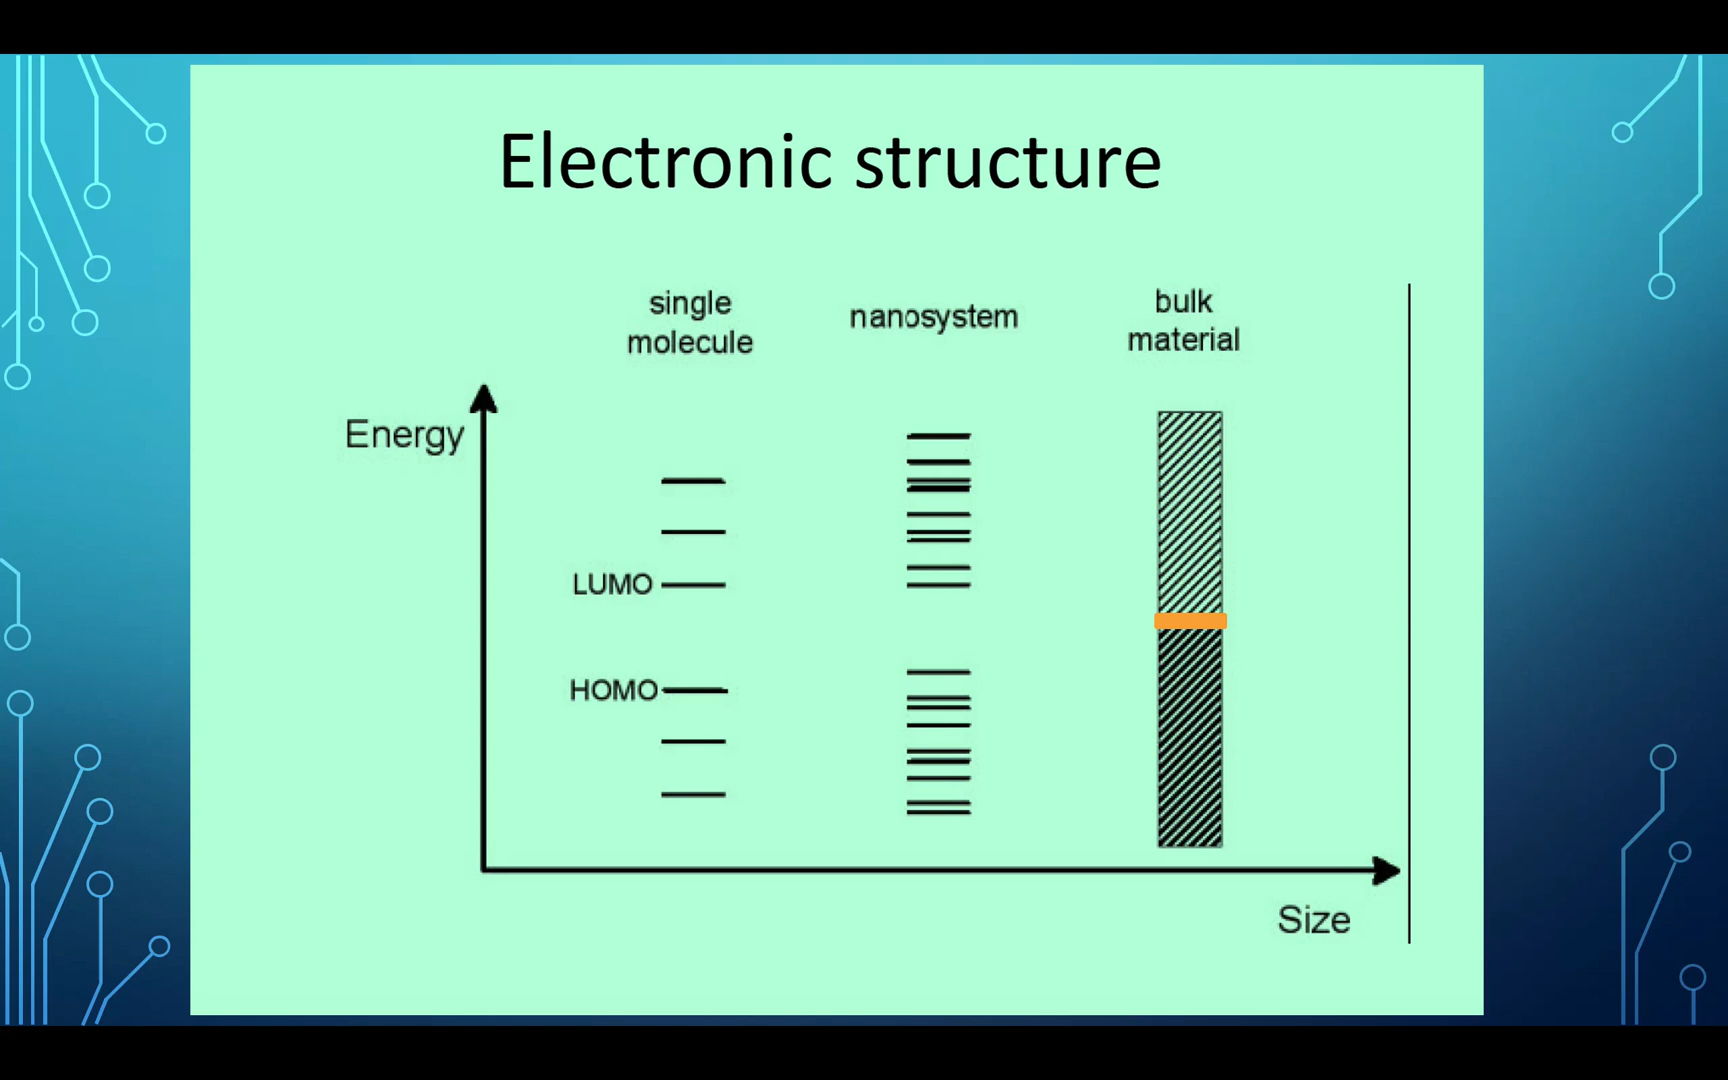 Electronic structure
single
molecule
nanosystem
bulk
material
Energy
LUMO
HOMO
Size